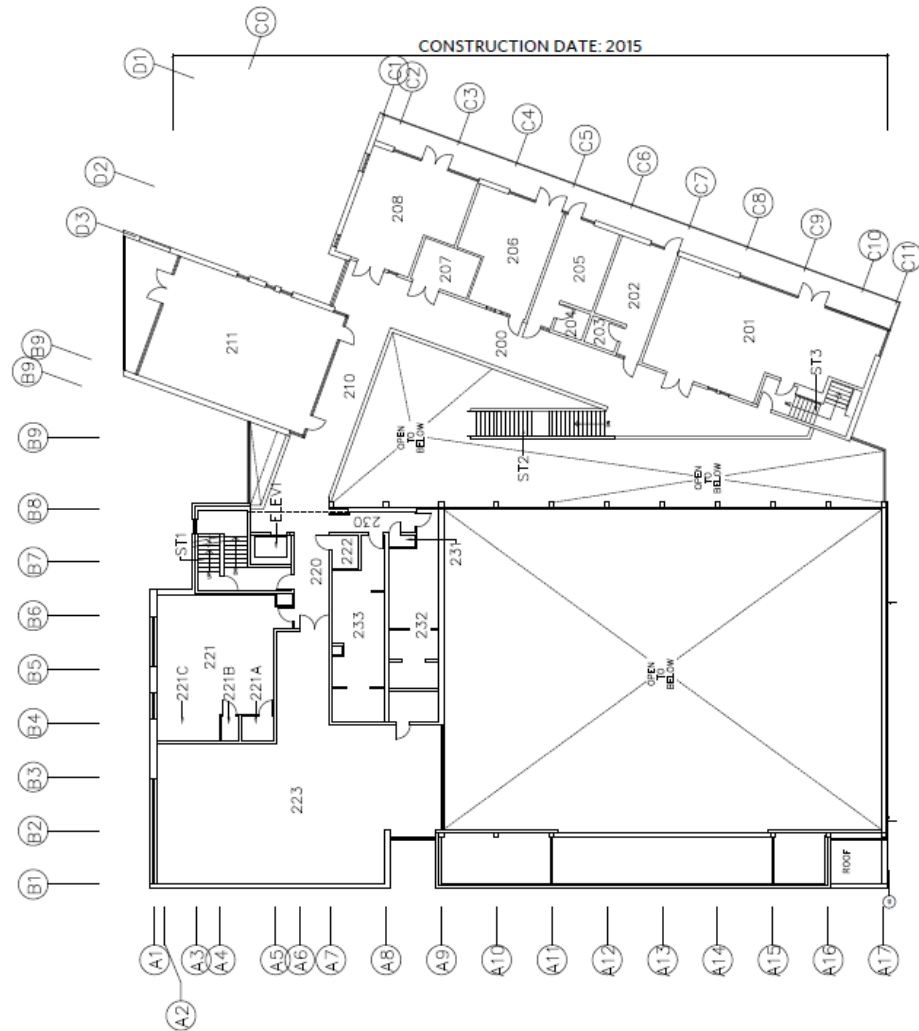 CONSTRUCTION DATE: 2015
C0
D1
C1
C2
C3
C4
C5
C6
C7
C8
C9
C10
C11
D2
D3
208
207
206
205
204
203
202
201
200
ST3
211
210
B9
B9
B9
B8
B7
B6
B5
B4
B3
B2
B1
OPEN
TO
BELOW
ST2
OPEN
TO
BELOW
ST1
ELEV1
230
220
222
231
233
232
221
221C
221B
221A
223
OPEN
TO
BELOW
ROOF
A1
A2
A3
A4
A5
A6
A7
A8
A9
A10
A11
A12
A13
A14
A15
A16
A17